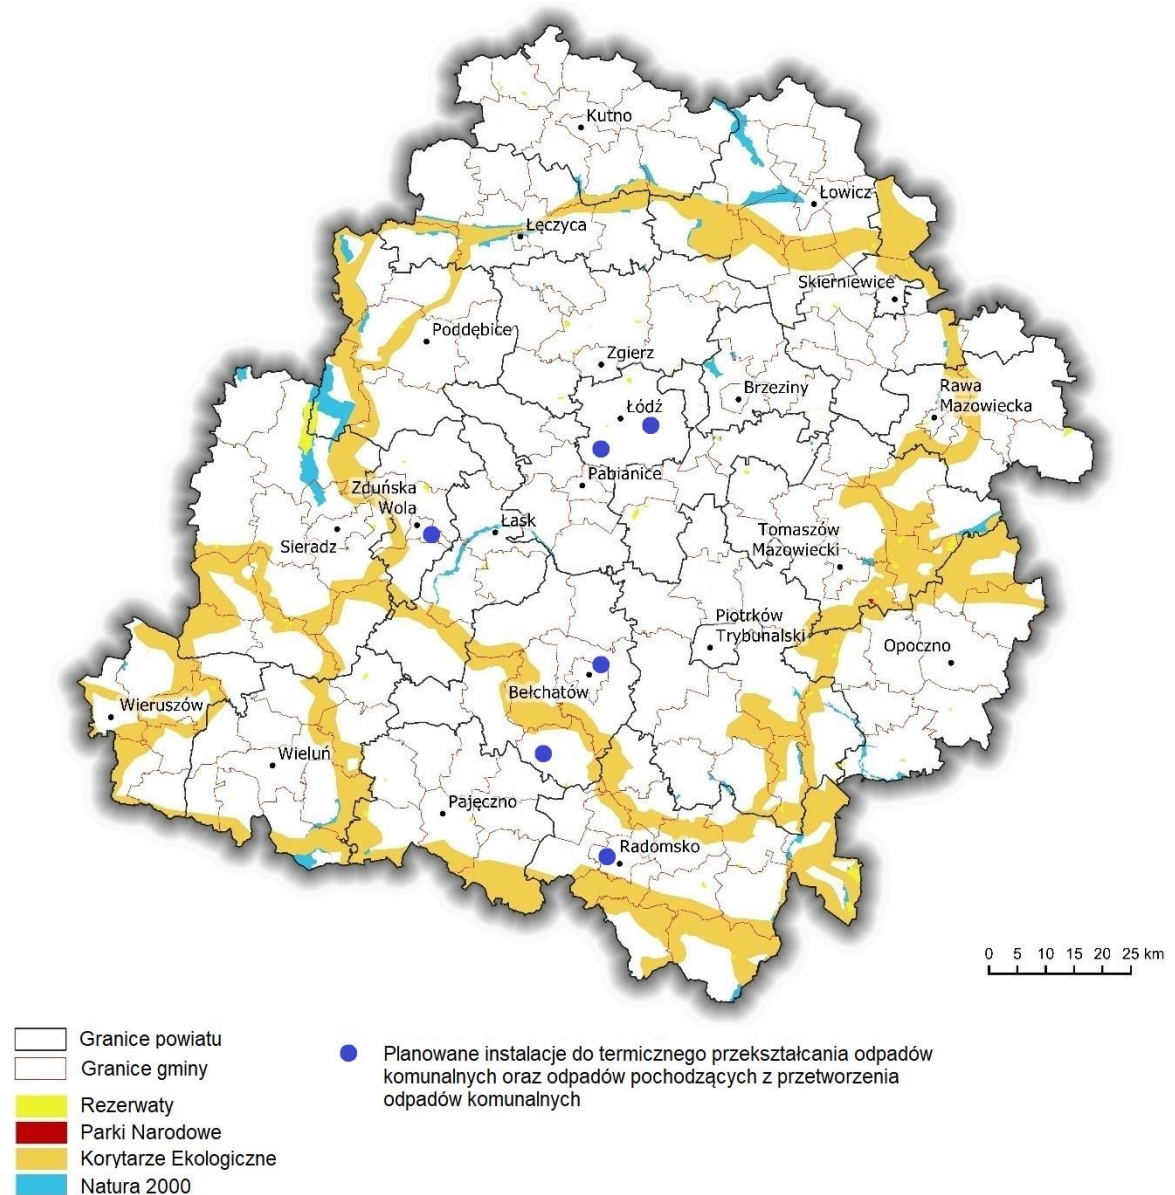 Kutno
Łowicz
Łęczyca
Skierniewice
Poddębice
Zgierz
Brzeziny
Rawa
Mazowiecka
Łódź
Pabianice
Zduńska
Wola
Łask
Sieradz
Tomaszów
Mazowiecki
Piotrków
Trybunalski
Opoczno
Bełchatów
Wieruszów
Wieluń
Pajęczno
Radomsko
0 5 10 15 20 25 km
Granice powiatu
Granice gminy
Rezerwaty
Parki Narodowe
Korytarze Ekologiczne
Natura 2000
Planowane instalacje do termicznego przekształcania odpadów
komunalnych oraz odpadów pochodzących z przetworzenia
odpadów komunalnych